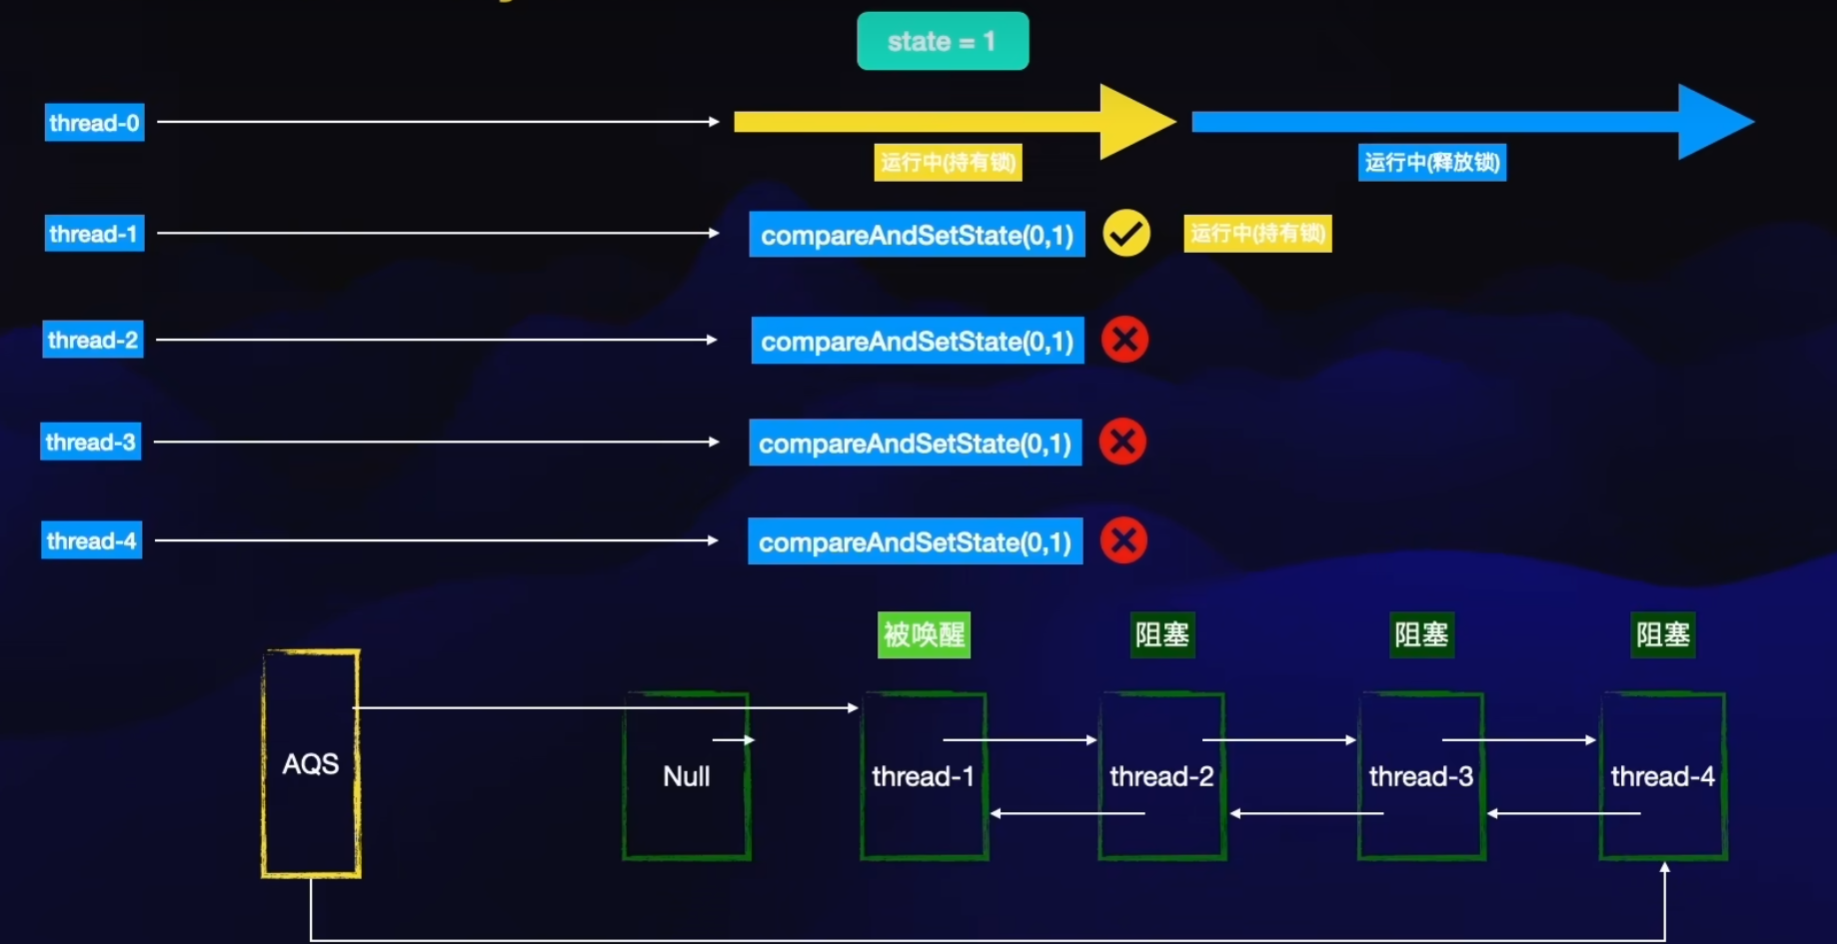 state = 1
thread-0
运行中(持有锁)
运行中(释放锁)
thread-1
compareAndSetState(0,1)
运行中(持有锁)
thread-2
compareAndSetState(0,1)
thread-3
compareAndSetState(0,1)
thread-4
compareAndSetState(0,1)
被唤醒
阻塞
阻塞
阻塞
AQS
Null
thread-1
thread-2
thread-3
thread-4